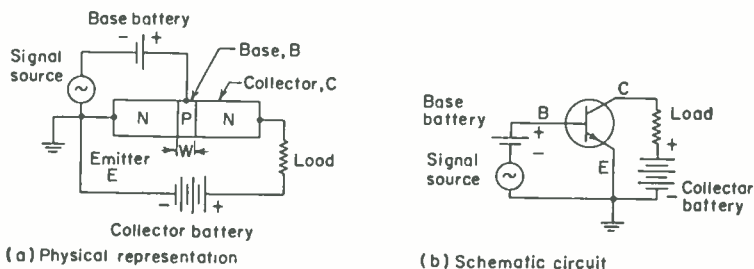 Base battery
- +
Signal
source
Base, B
Collector, C
N P N
W
Emitter
E
Lood
- +
Collector battery
(a) Physical representation
Base
battery
B
C
+
-
E
Signal
source
Load
+
-
Collector
battery
(b) Schematic circuit